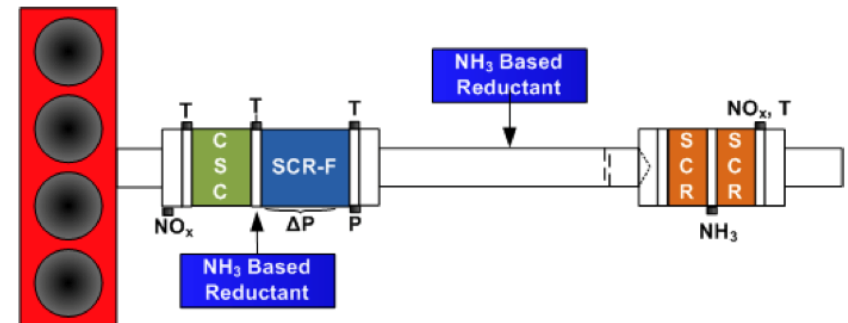 NH₃ Based
Reductant
T
T
T
NOₓ, T
C
S
C
SCR-F
S
C
R
S
C
R
NOₓ
ΔP
P
NH₃
NH₃ Based
Reductant